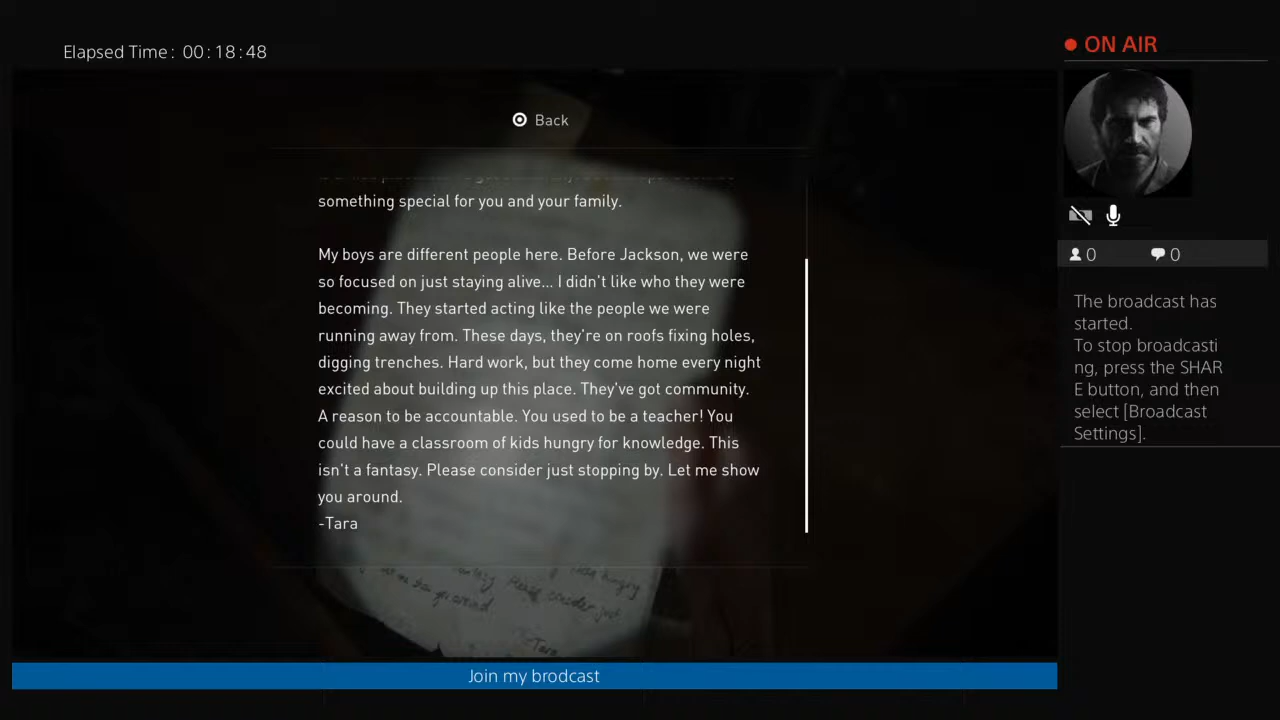 Elapsed Time: 00:18:48
ON AIR
Back
something special for you and your family.
My boys are different people here. Before Jackson, we were
so focused on just staying alive... I didn't like who they were
becoming. They started acting like the people we were
running away from. These days, they're on roofs fixing holes,
digging trenches. Hard work, but they come home every night
excited about building up this place. They've got community.
A reason to be accountable. You used to be a teacher! You
could have a classroom of kids hungry for knowledge. This
isn't a fantasy. Please consider just stopping by. Let me show
you around.
-Tara
hungry
Please consider just
-Tara
0
0
The broadcast has
started.
To stop broadcasti
ng, press the SHAR
E button, and then
select [Broadcast
Settings].
Join my brodcast